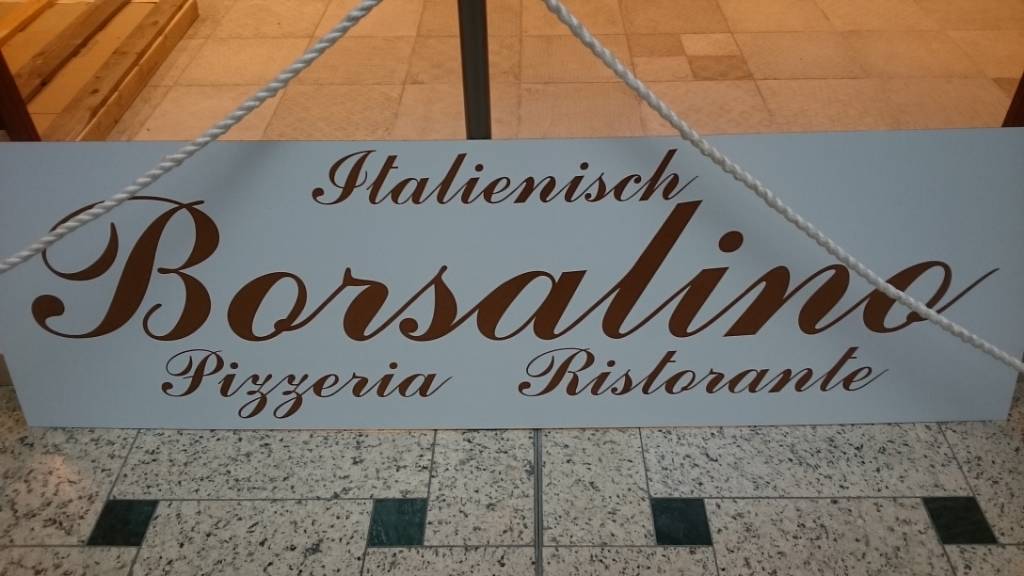 Italienisch
Borsalino
Pizzeria Ristorante